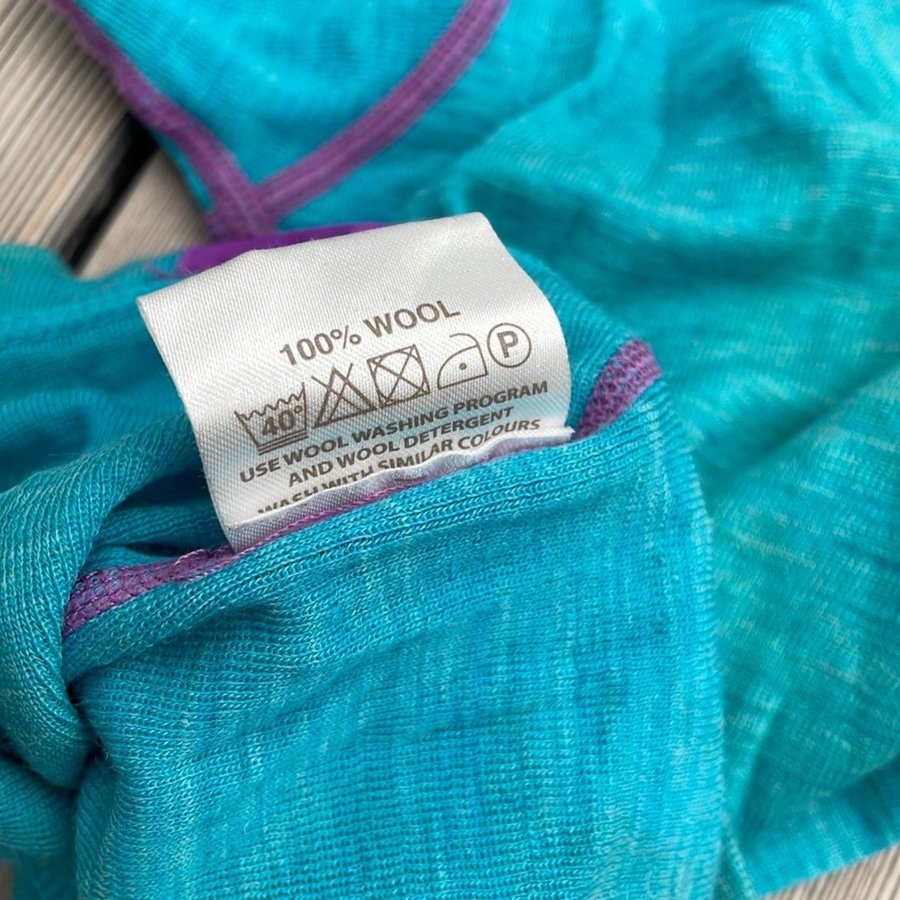 100% WOOL
40° P
USE WOOL WASHING PROGRAM
AND WOOL DETERGENT
WASH WITH SIMILAR COLOURS